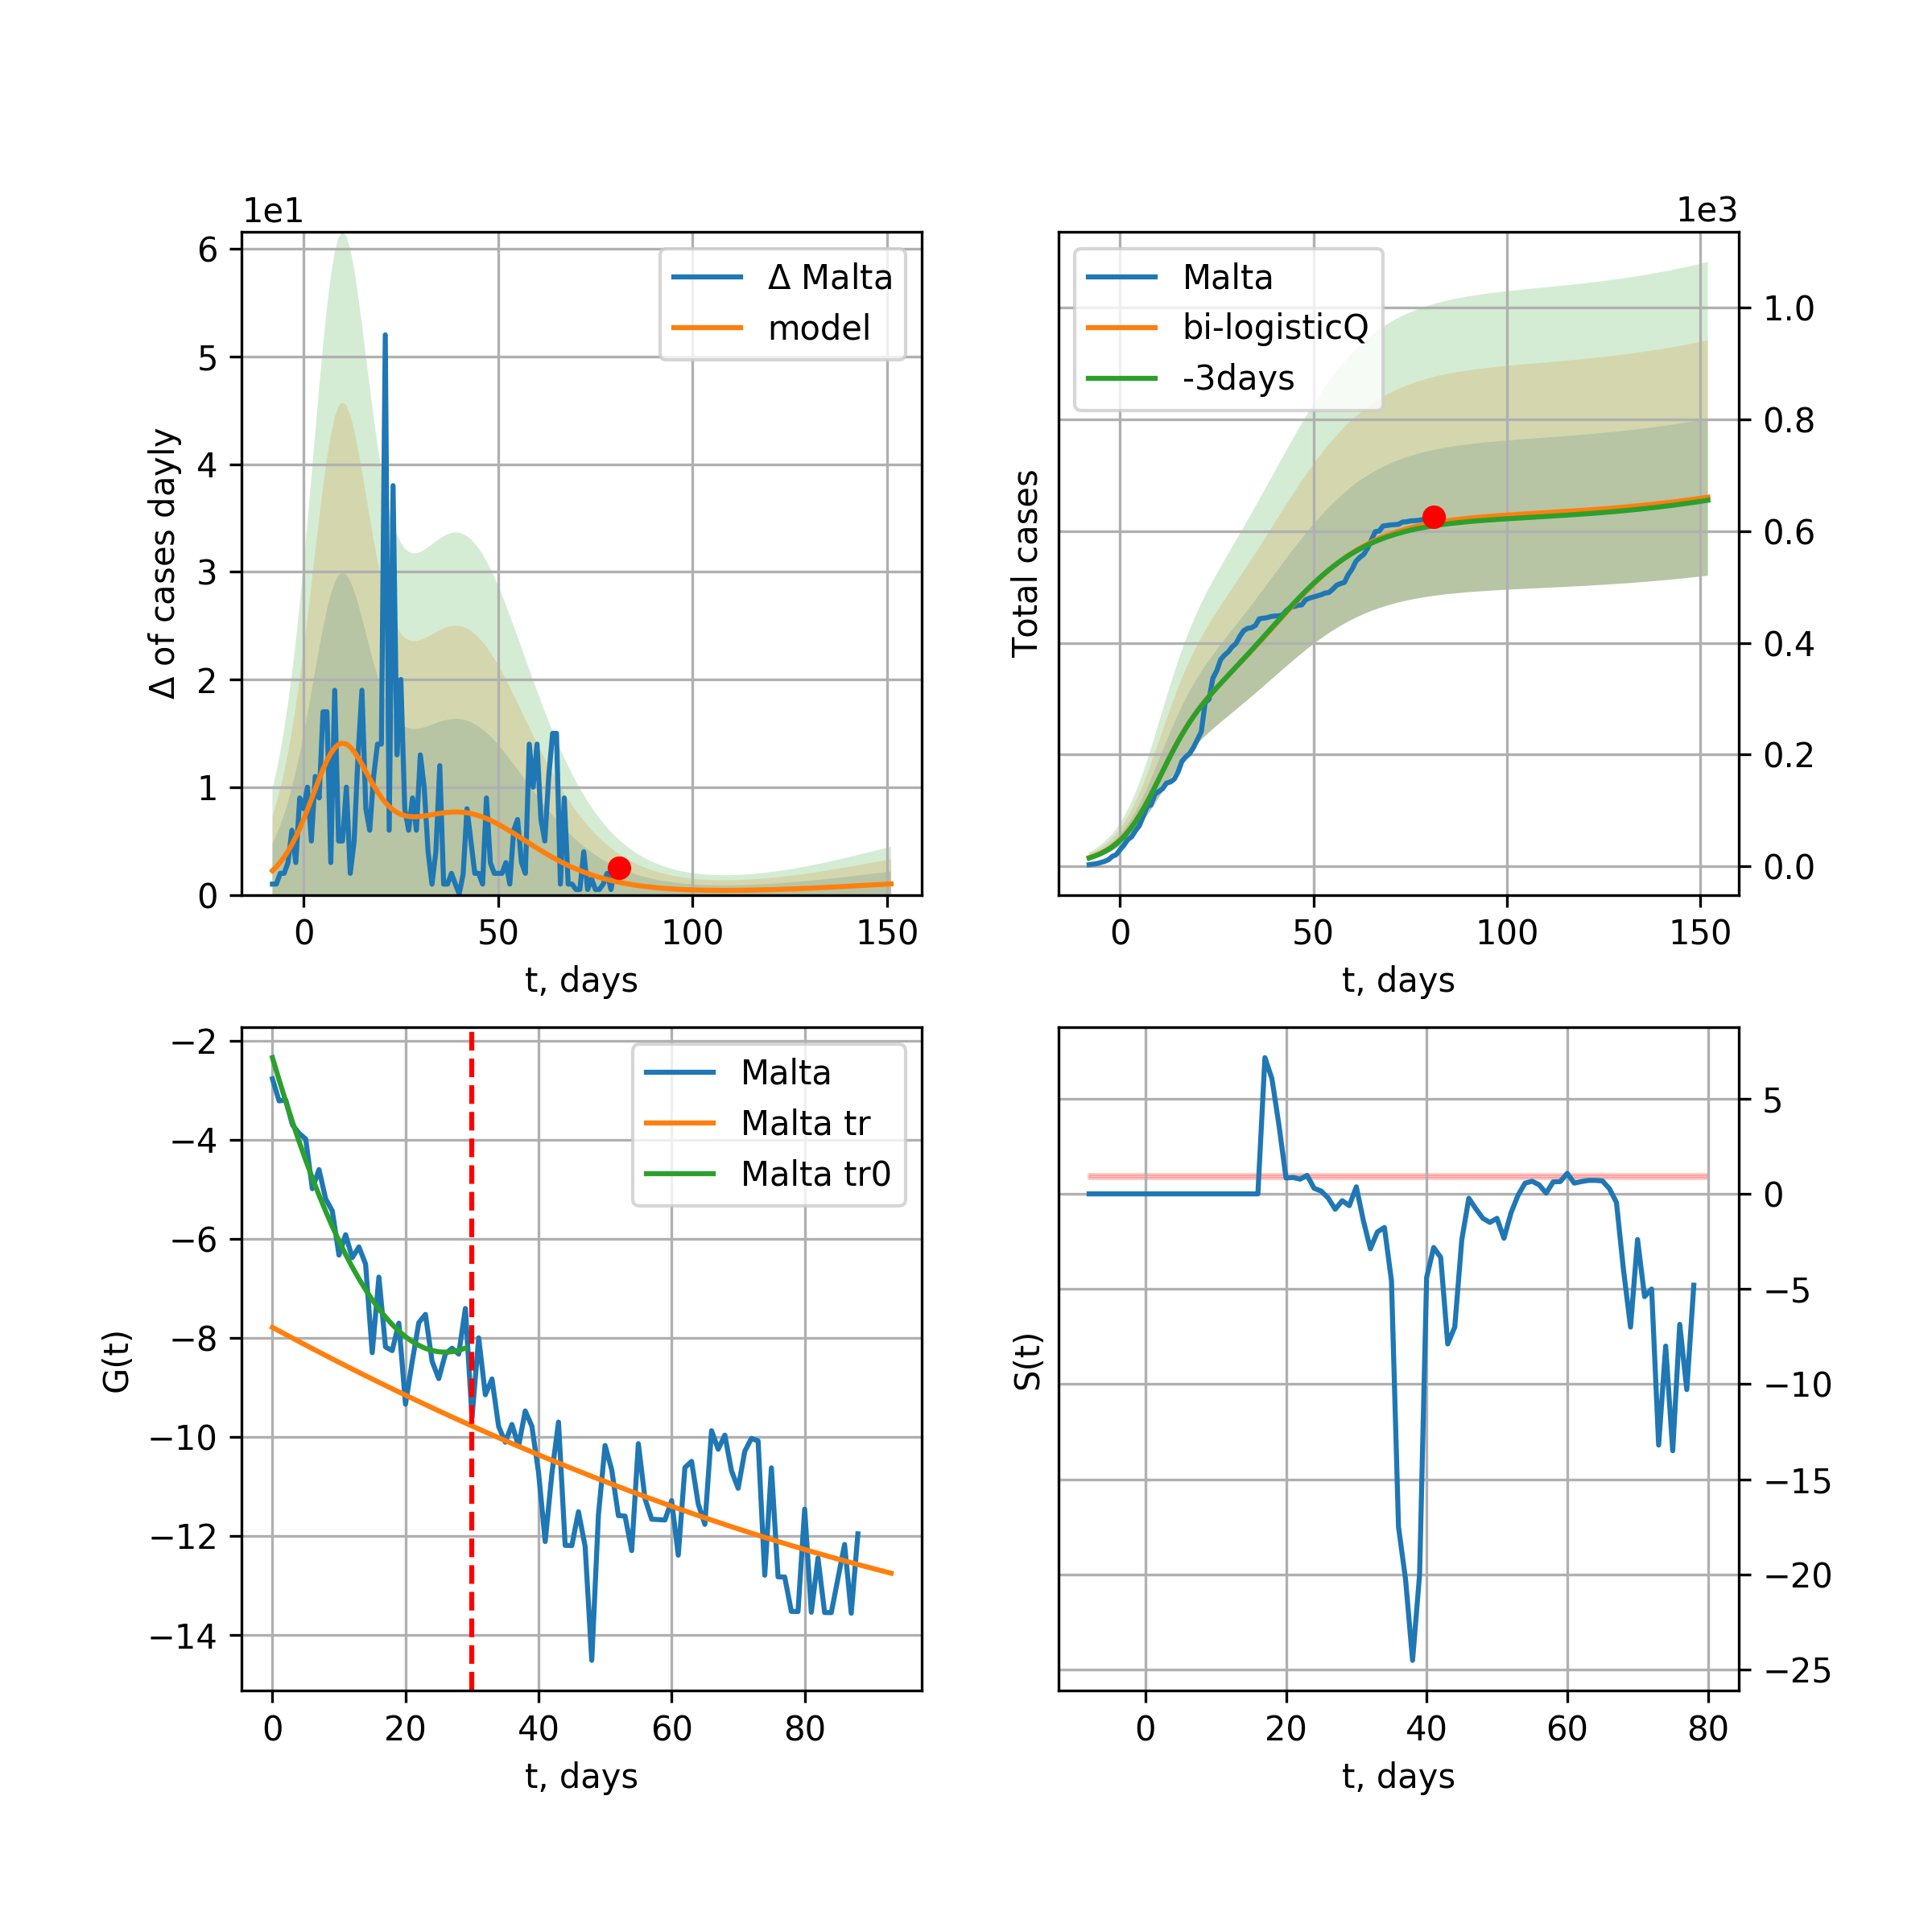 1e1
Δ Malta
model
Δ of cases dayly
6
5
4
3
2
1
0
0 50 100 150
t, days
1e3
Malta
bi-logisticQ
-3days
Total cases
1.0
0.8
0.6
0.4
0.2
0.0
0 50 100 150
t, days
Malta
Malta tr
Malta tr0
G(t)
−2
−4
−6
−8
−10
−12
−14
0 20 40 60 80
t, days
S(t)
5
0
−5
−10
−15
−20
−25
0 20 40 60 80
t, days